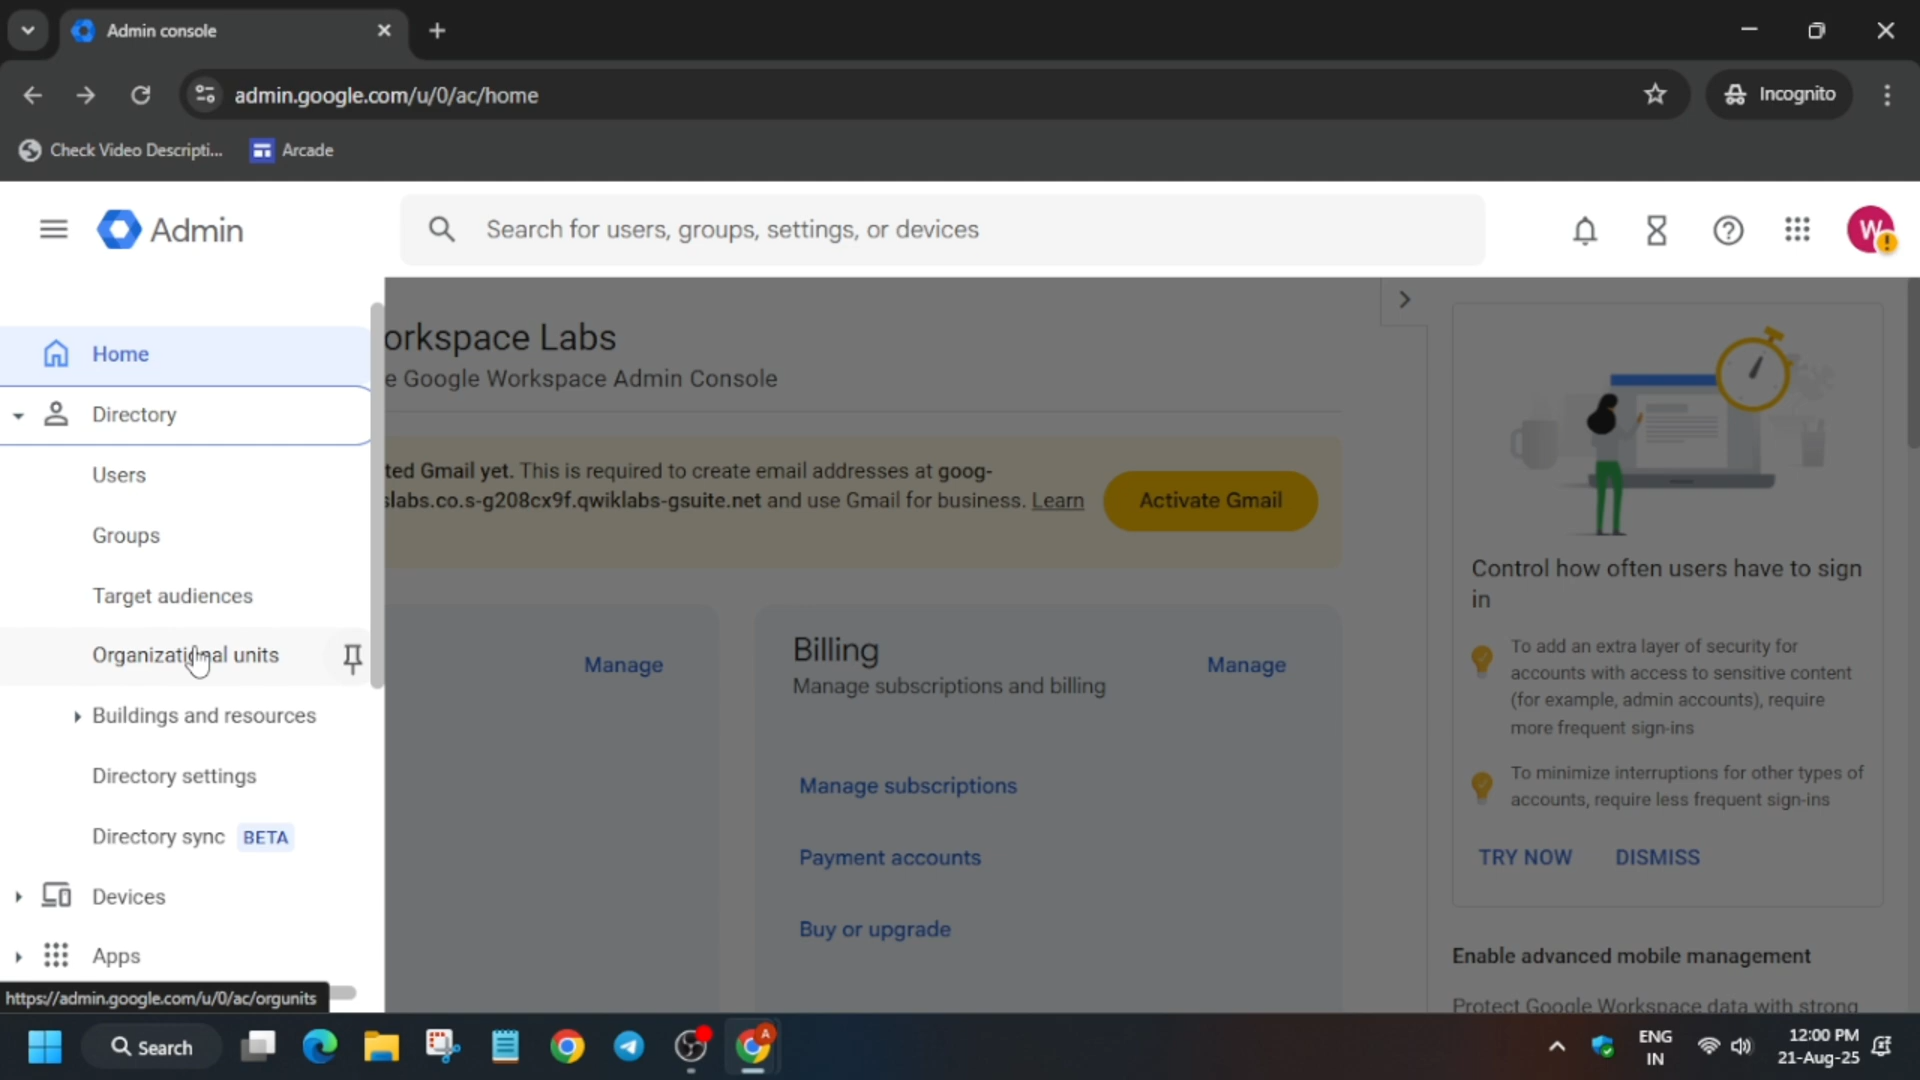 Admin console
admin.google.com/u/0/ac/home
Incognito
Check Video Descripti...
Arcade
Admin
Search for users, groups, settings, or devices
W
Home
Directory
Users
Groups
Target audiences
Organizational units
Buildings and resources
Directory settings
Directory sync BETA
Devices
Apps
https://admin.google.com/u/0/ac/orgunits
orkspace Labs
e Google Workspace Admin Console
ted Gmail yet. This is required to create email addresses at goog-
slabs.co.s-g208cx9f.qwiklabs-gsuite.net and use Gmail for business. Learn
Activate Gmail
Manage
Billing
Manage subscriptions and billing
Manage
Manage subscriptions
Payment accounts
Buy or upgrade
Control how often users have to sign
in
To add an extra layer of security for
accounts with access to sensitive content
(for example, admin accounts), require
more frequent sign-ins
To minimize interruptions for other types of
accounts, require less frequent sign-ins
TRY NOW
DISMISS
Enable advanced mobile management
Protect Google Workspace data with strong
Search
A
ENG
IN
12:00 PM
21-Aug-25